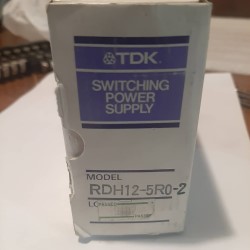 TDK
SWITCHING
POWER
SUPPLY
MODEL
RDH12-5R0-2